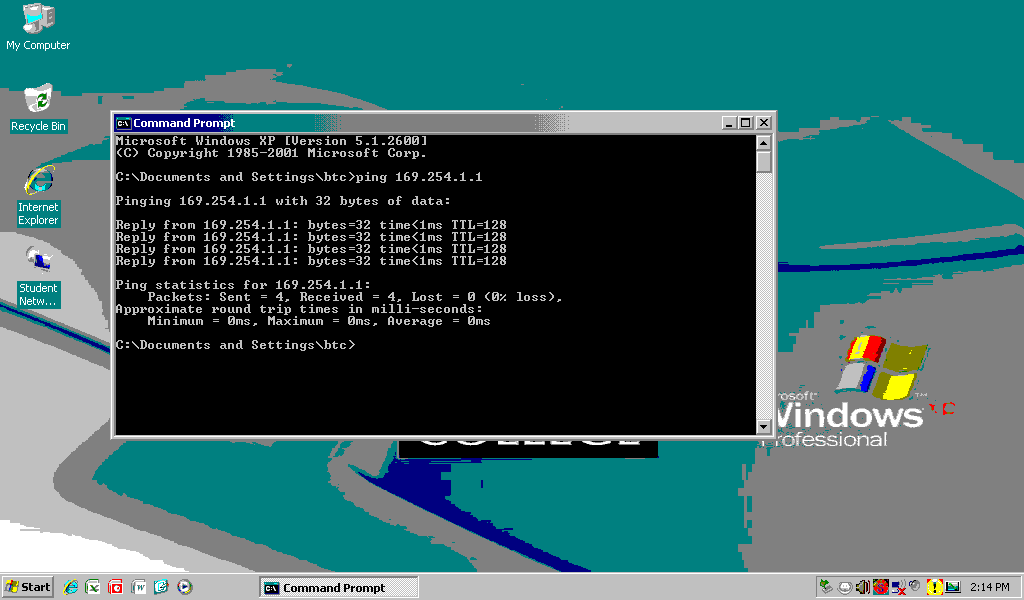 My Computer
Recycle Bin
Internet
Explorer
Student
Netw...
Command Prompt
Microsoft Windows XP [Version 5.1.2600]
(C) Copyright 1985-2001 Microsoft Corp.
C:\Documents and Settings\btc>ping 169.254.1.1
Pinging 169.254.1.1 with 32 bytes of data:
Reply from 169.254.1.1: bytes=32 time<1ms TTL=128
Reply from 169.254.1.1: bytes=32 time<1ms TTL=128
Reply from 169.254.1.1: bytes=32 time<1ms TTL=128
Reply from 169.254.1.1: bytes=32 time<1ms TTL=128
Ping statistics for 169.254.1.1:
Packets: Sent = 4, Received = 4, Lost = 0 (0% loss),
Approximate round trip times in milli-seconds:
Minimum = 0ms, Maximum = 0ms, Average = 0ms
C:\Documents and Settings\btc>
COLLEGE
rosoft
Windows xp
Professional
Start
Command Prompt
2:14 PM